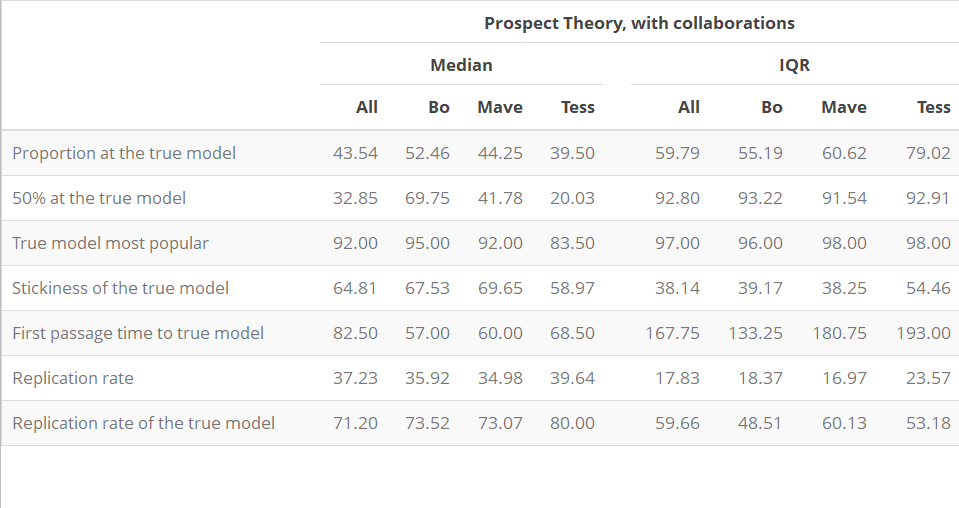 Prospect Theory, with collaborations
Median IQR
All Bo Mave Tess All Bo Mave Tess
Proportion at the true model 43.54 52.46 44.25 39.50 59.79 55.19 60.62 79.02
50% at the true model 32.85 69.75 41.78 20.03 92.80 93.22 91.54 92.91
True model most popular 92.00 95.00 92.00 83.50 97.00 96.00 98.00 98.00
Stickiness of the true model 64.81 67.53 69.65 58.97 38.14 39.17 38.25 54.46
First passage time to true model 82.50 57.00 60.00 68.50 167.75 133.25 180.75 193.00
Replication rate 37.23 35.92 34.98 39.64 17.83 18.37 16.97 23.57
Replication rate of the true model 71.20 73.52 73.07 80.00 59.66 48.51 60.13 53.18